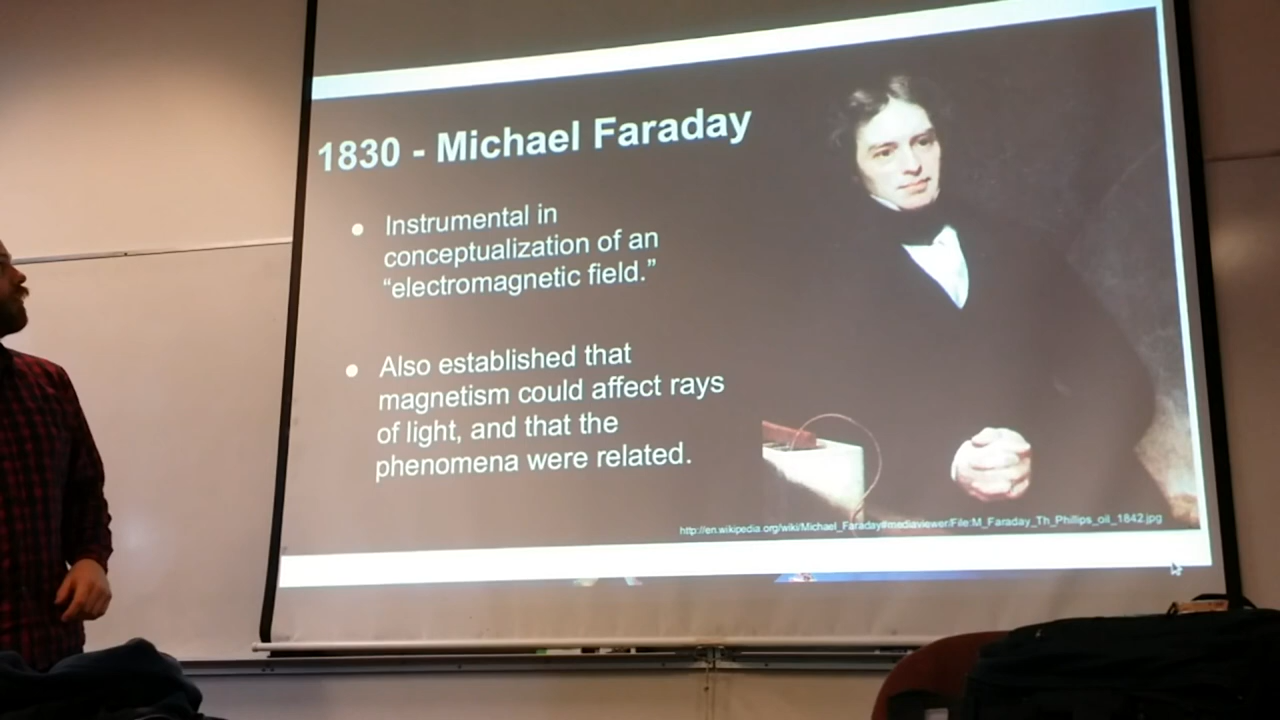 1830 - Michael Faraday
● Instrumental in
conceptualization of an
“electromagnetic field.”
● Also established that
magnetism could affect rays
of light, and that the
phenomena were related.
http://en.wikipedia.org/wiki/Michael_Faraday#mediaviewer/File:M_Faraday_Th_Phillips_oil_1842.jpg